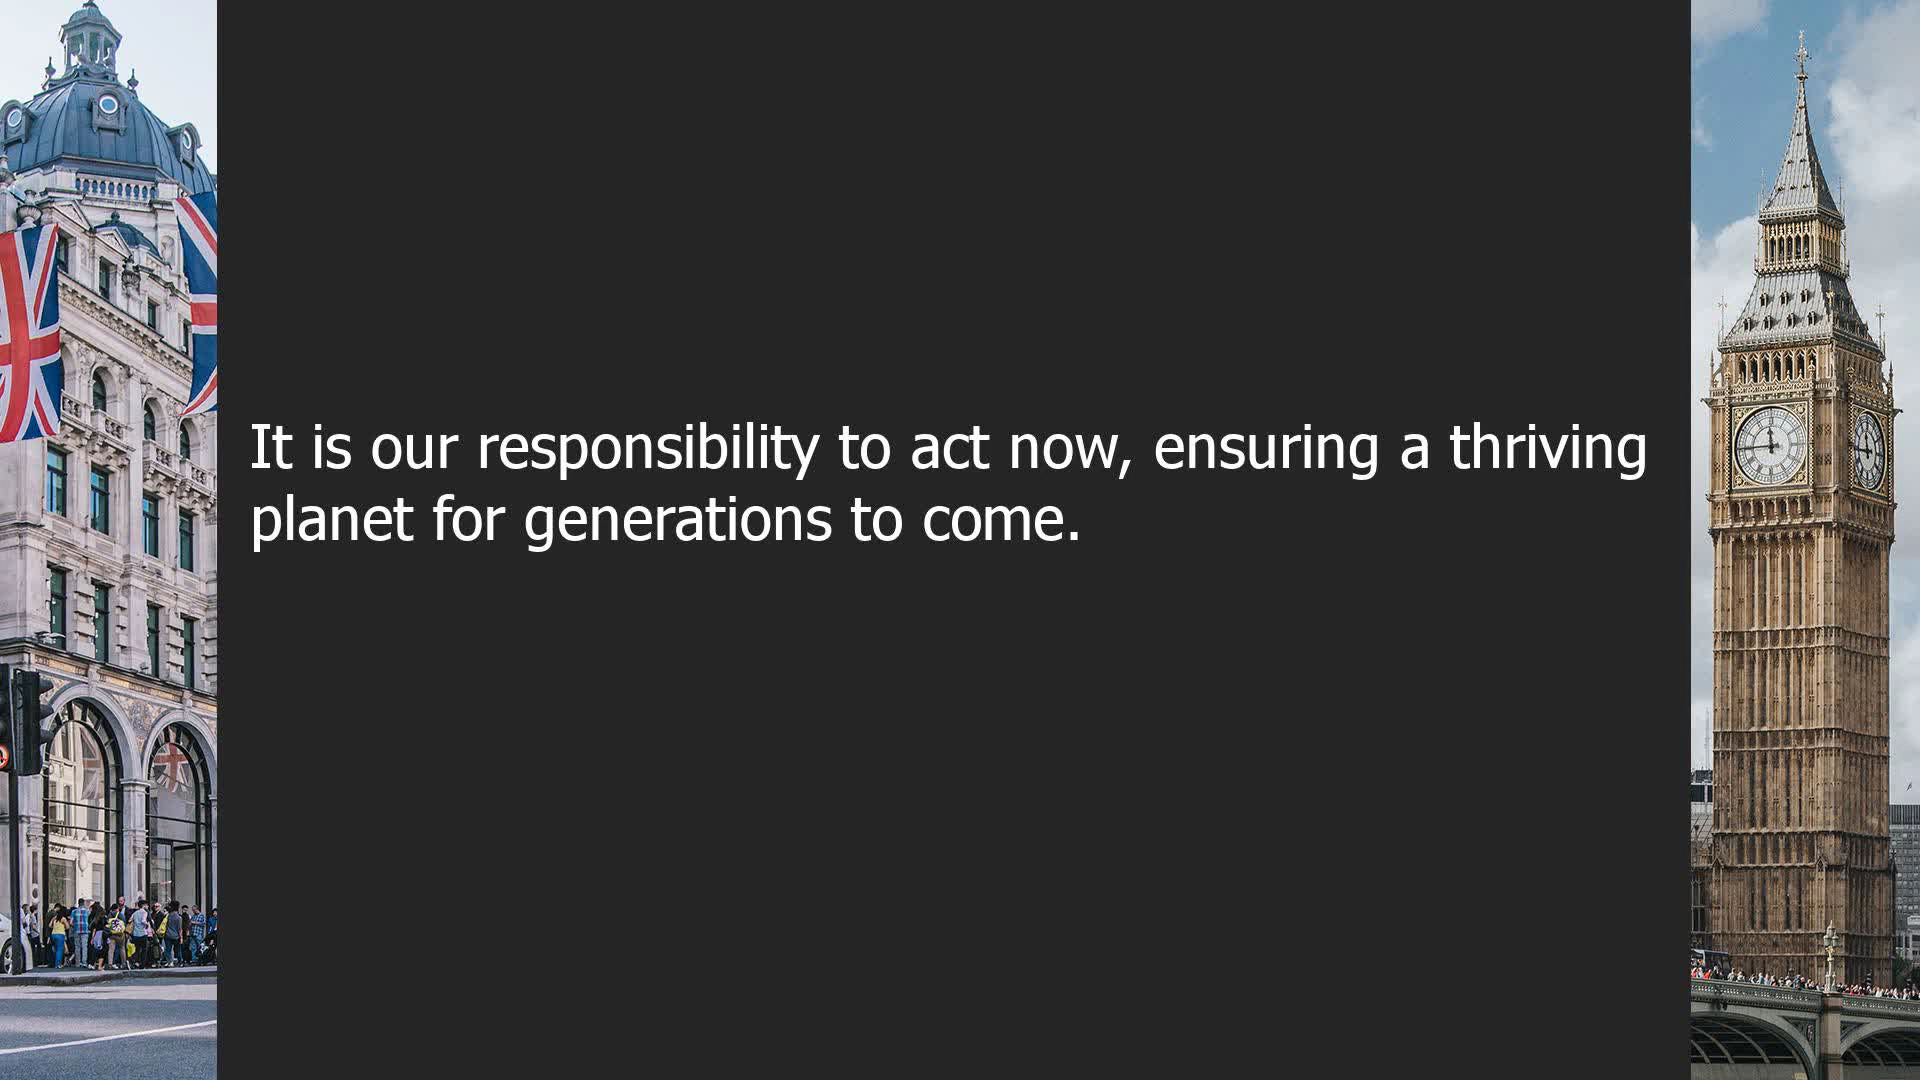 It is our responsibility to act now, ensuring a thriving
planet for generations to come.